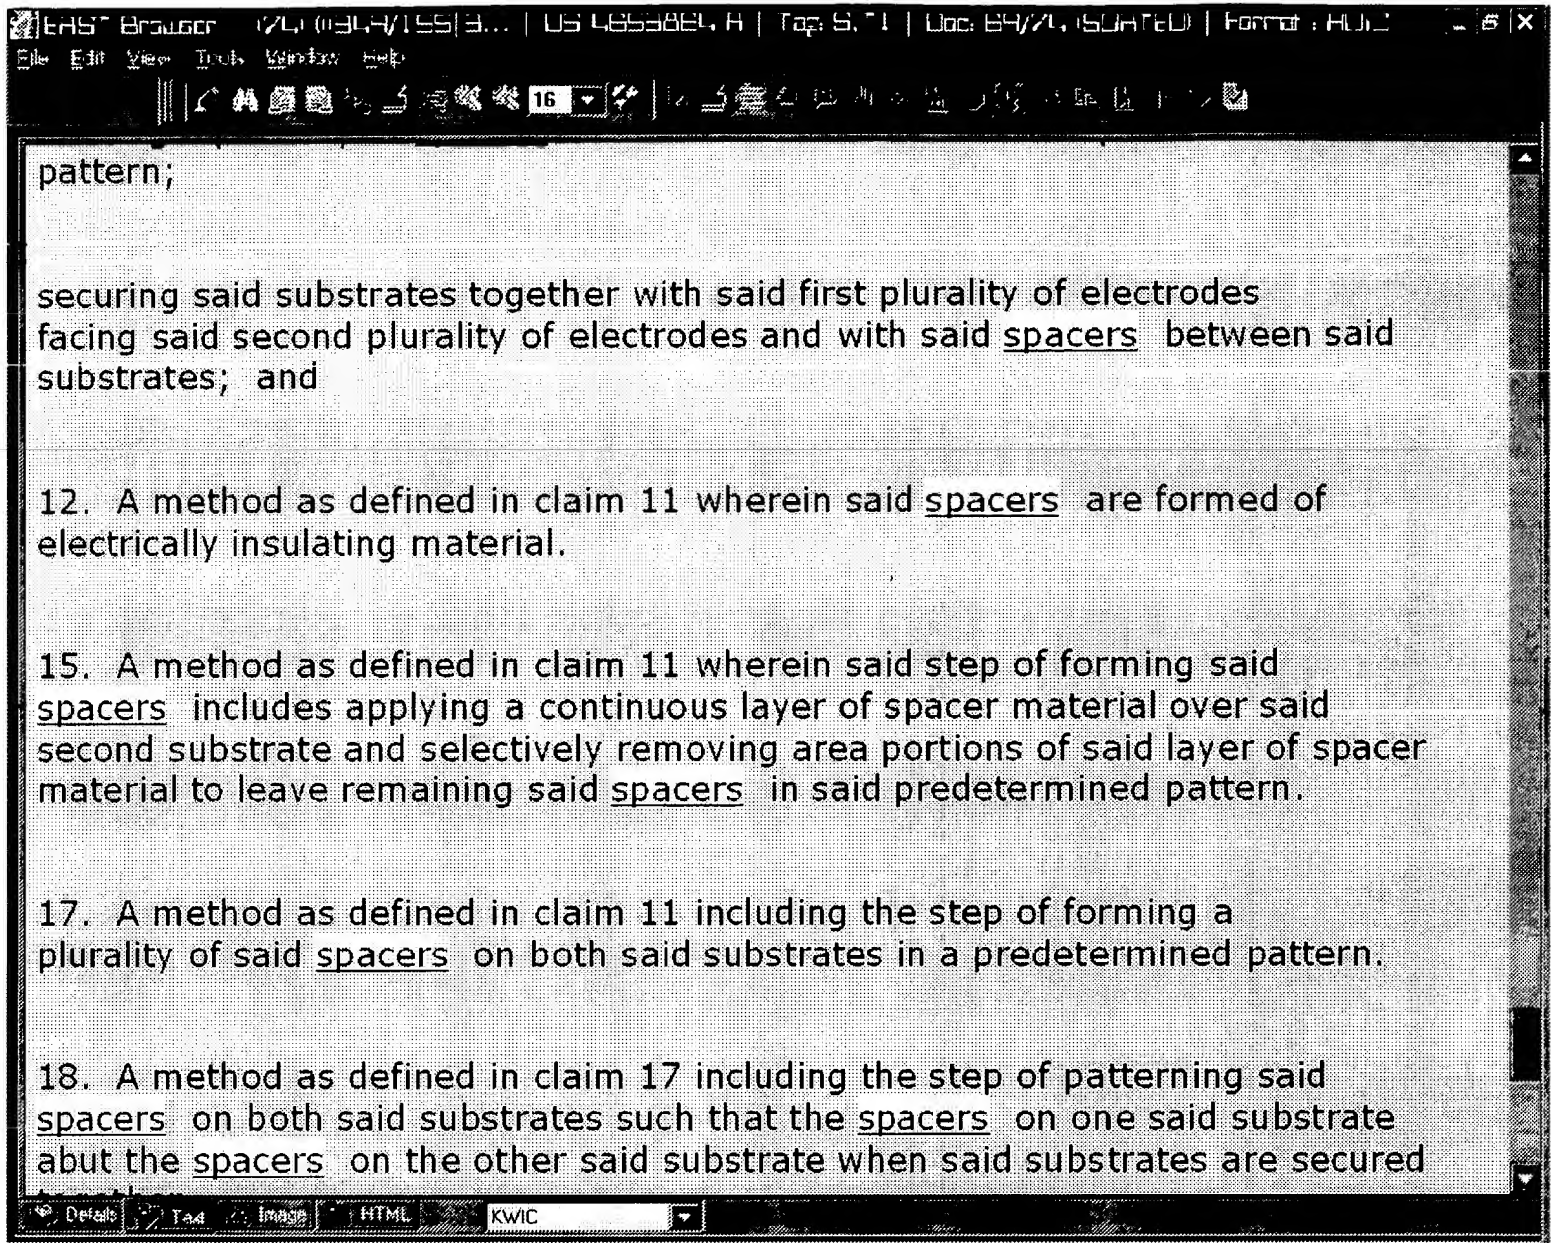 File Edit View Tools Window Help
16
pattern;
securing said substrates together with said first plurality of electrodes
facing said second plurality of electrodes and with said spacers between said
substrates; and
12. A method as defined in claim 11 wherein said spacers are formed of
electrically insulating material.
15. A method as defined in claim 11 wherein said step of forming said
spacers includes applying a continuous layer of spacer material over said
second substrate and selectively removing area portions of said layer of spacer
material to leave remaining said spacers in said predetermined pattern.
17. A method as defined in claim 11 including the step of forming a
plurality of said spacers on both said substrates in a predetermined pattern.
18. A method as defined in claim 17 including the step of patterning said
spacers on both said substrates such that the spacers on one said substrate
abut the spacers on the other said substrate when said substrates are secured
Details Text Image HTML KWIC